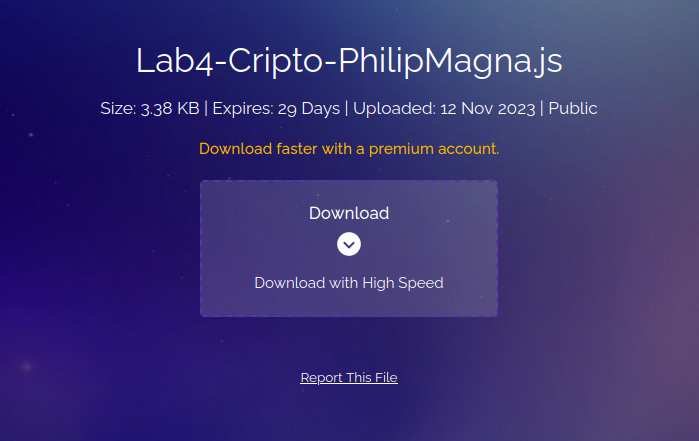 Lab4-Cripto-PhilipMagna.js
Size: 3.38 KB | Expires: 29 Days | Uploaded: 12 Nov 2023 | Public
Download faster with a premium account.
Download
Download with High Speed
Report This File